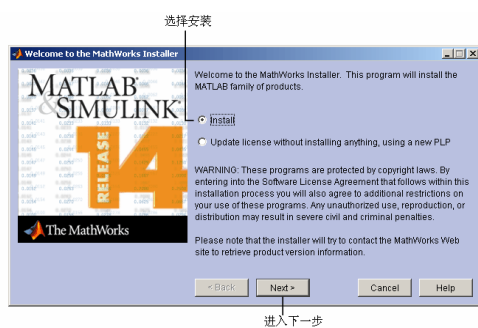 选择安装
Welcome to the MathWorks Installer
MATLAB
&SIMULINK
RELEASE
14
The MathWorks
Welcome to the MathWorks Installer. This program will install the
MATLAB family of products.
Install
Update license without installing anything, using a new PLP
WARNING: These programs are protected by copyright laws. By
entering into the Software License Agreement that follows within this
installation process you will also agree to additional restrictions on
your use of these programs. Any unauthorized use, reproduction, or
distribution may result in severe civil and criminal penalties.
Please note that the installer will try to contact the MathWorks Web
site to retrieve product version information.
< Back
Next >
Cancel
Help
进入下一步